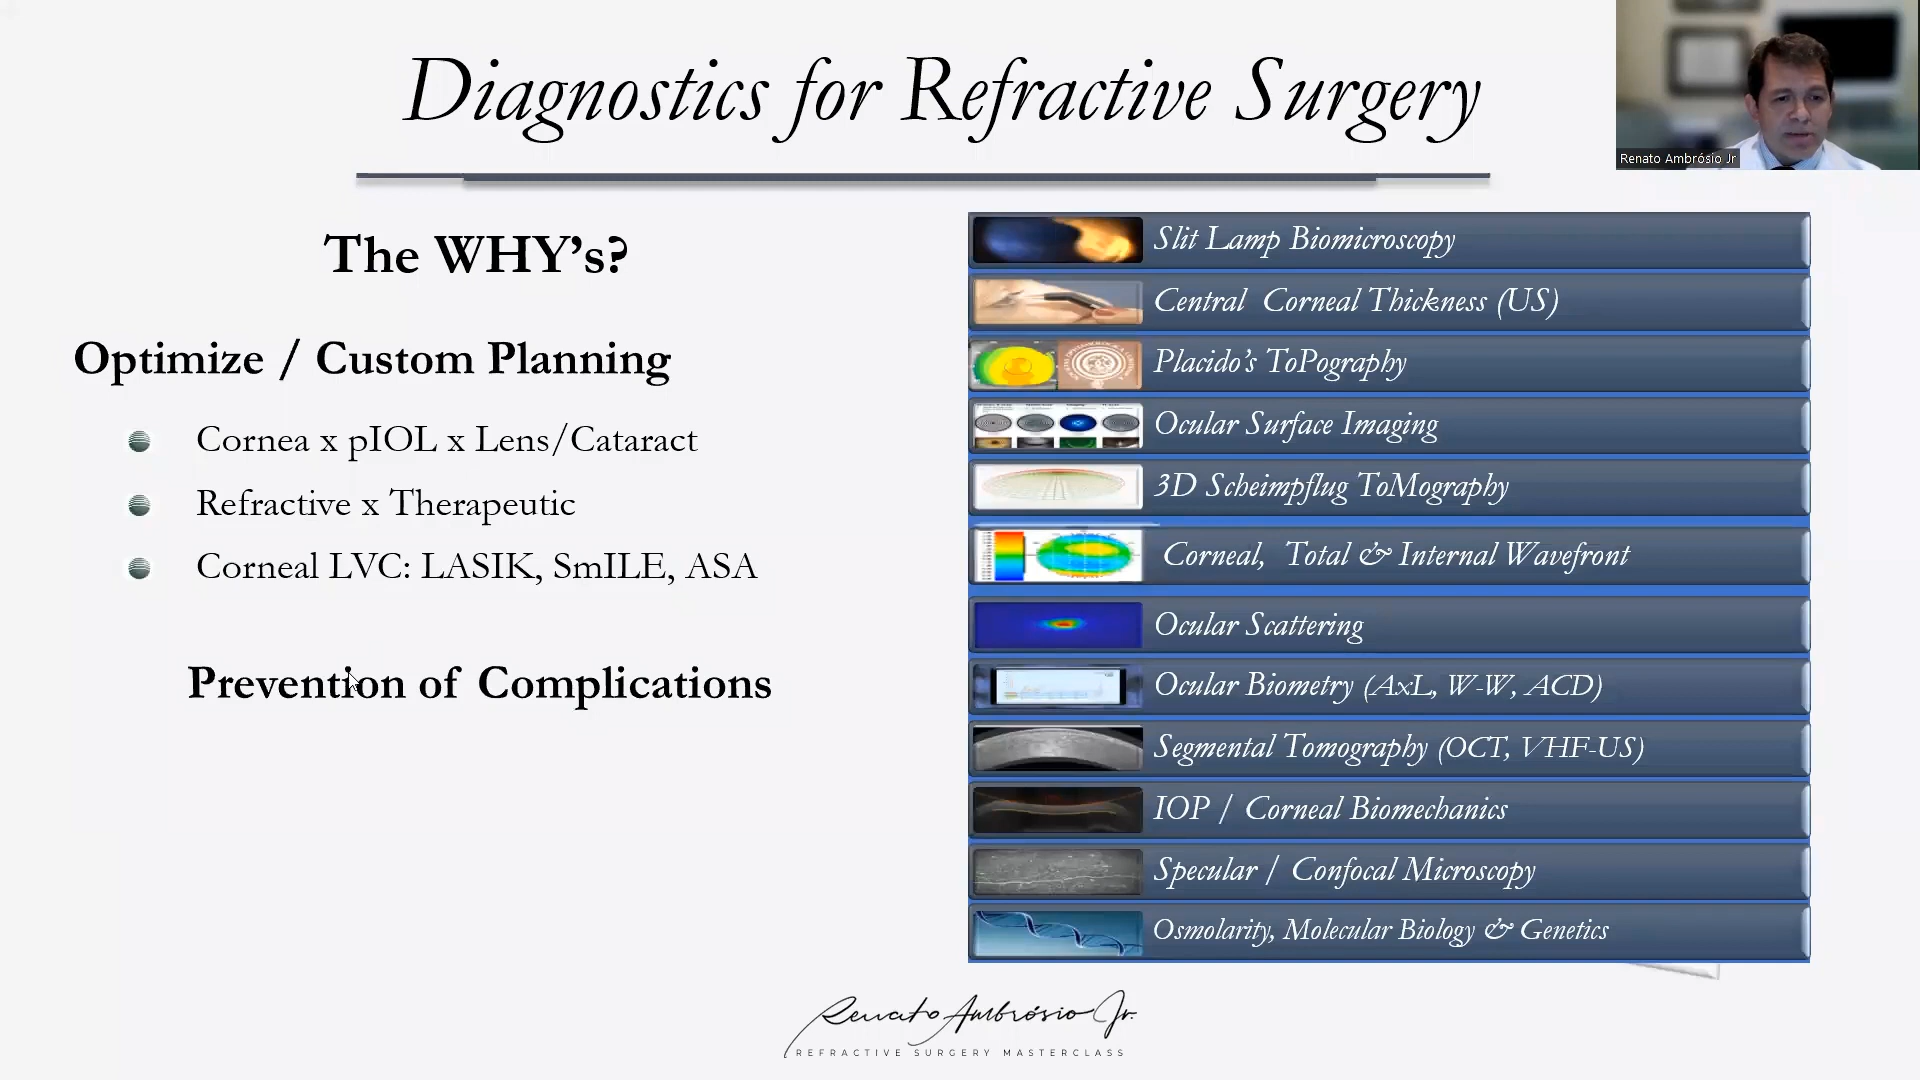 Diagnostics for Refractive Surgery
Renato Ambrósio Jr
The WHY's?
Optimize / Custom Planning
Cornea x pIOL x Lens/Cataract
Refractive x Therapeutic
Corneal LVC: LASIK, SmILE, ASA
Prevention of Complications
Slit Lamp Biomicroscopy
Central Corneal Thickness (US)
Placido's ToPography
Ocular Surface Imaging
3D Scheimpflug ToMography
Corneal, Total & Internal Wavefront
Ocular Scattering
Ocular Biometry (AxL, W-W, ACD)
Segmental Tomography (OCT, VHF-US)
IOP / Corneal Biomechanics
Specular / Confocal Microscopy
Osmolarity, Molecular Biology & Genetics
Renato Ambrósio Jr.
REFRACTIVE SURGERY MASTERCLASS